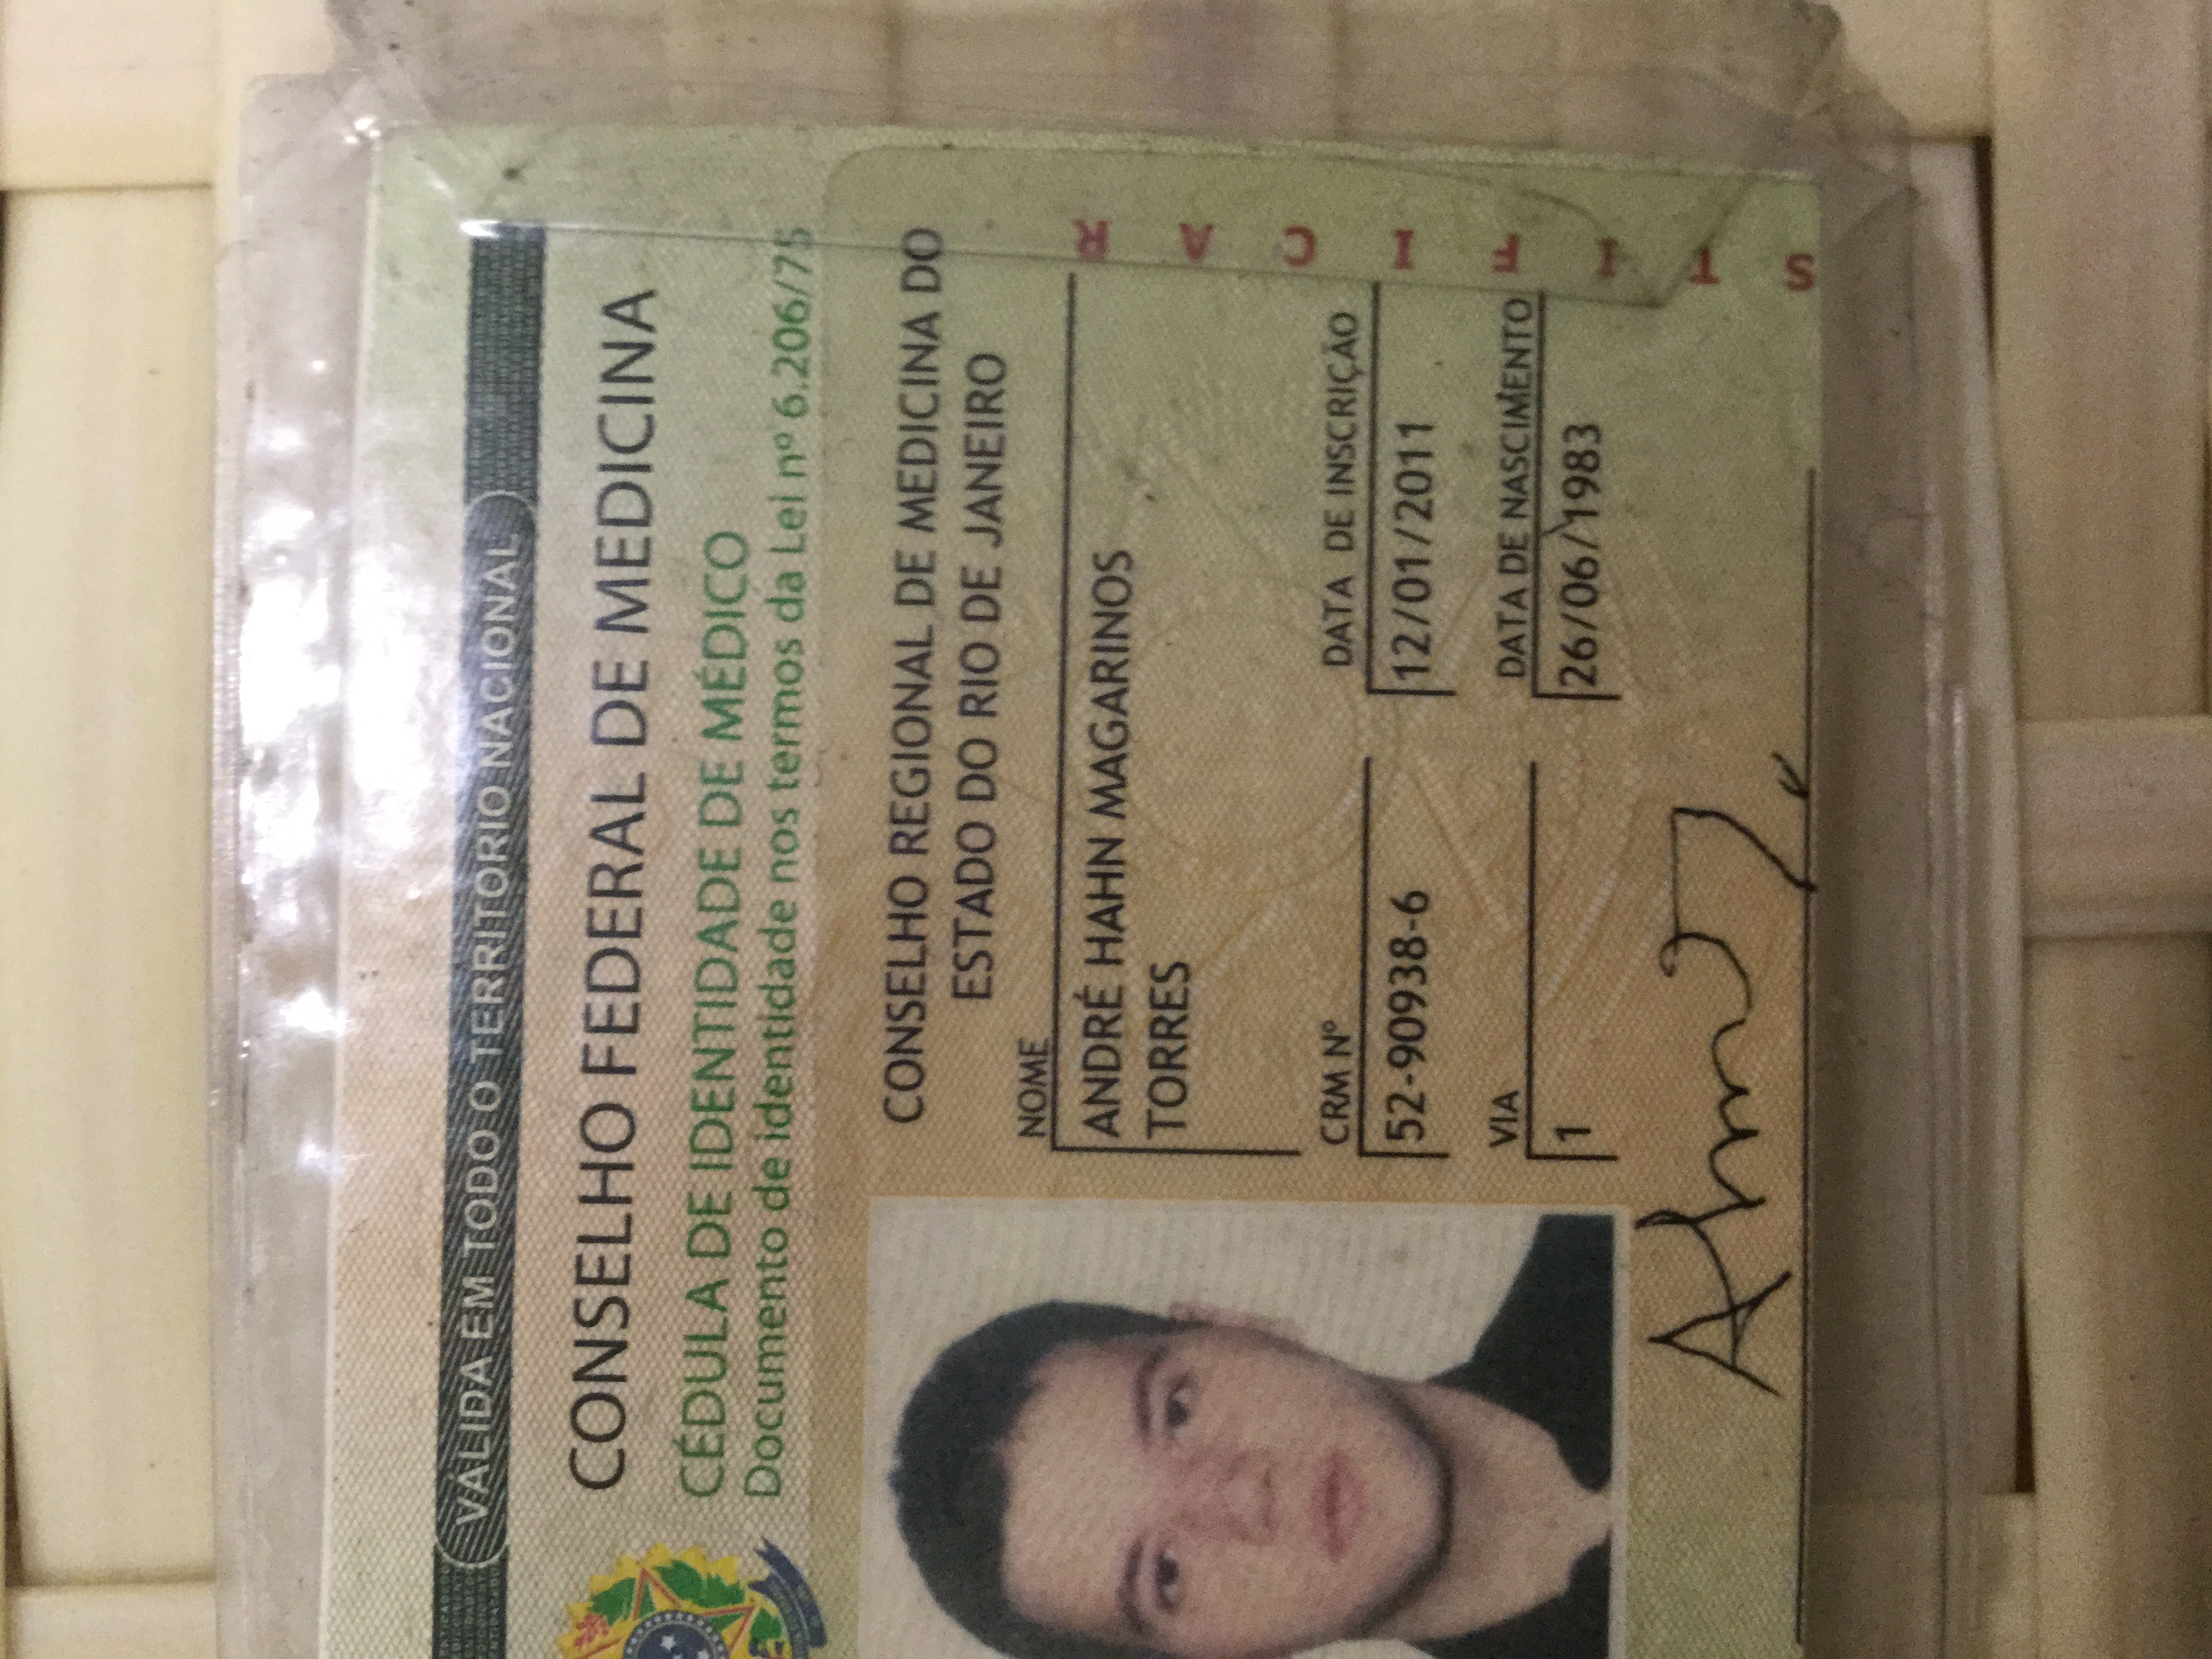 VÁLIDA EM TODO O TERRITÓRIO NACIONAL
CONSELHO FEDERAL DE MEDICINA
CÉDULA DE IDENTIDADE DE MÉDICO
Documento de identidade nos termos da Lei nº 6.206/75
CONSELHO REGIONAL DE MEDICINA DO
ESTADO DO RIO DE JANEIRO
NOME
ANDRÉ HAHN MAGARINOS
TORRES
CRM Nº
DATA DE INSCRIÇÃO
52-90938-6
12/01/2011
VIA
DATA DE NASCIMENTO
1
26/06/1983
STIFICAR